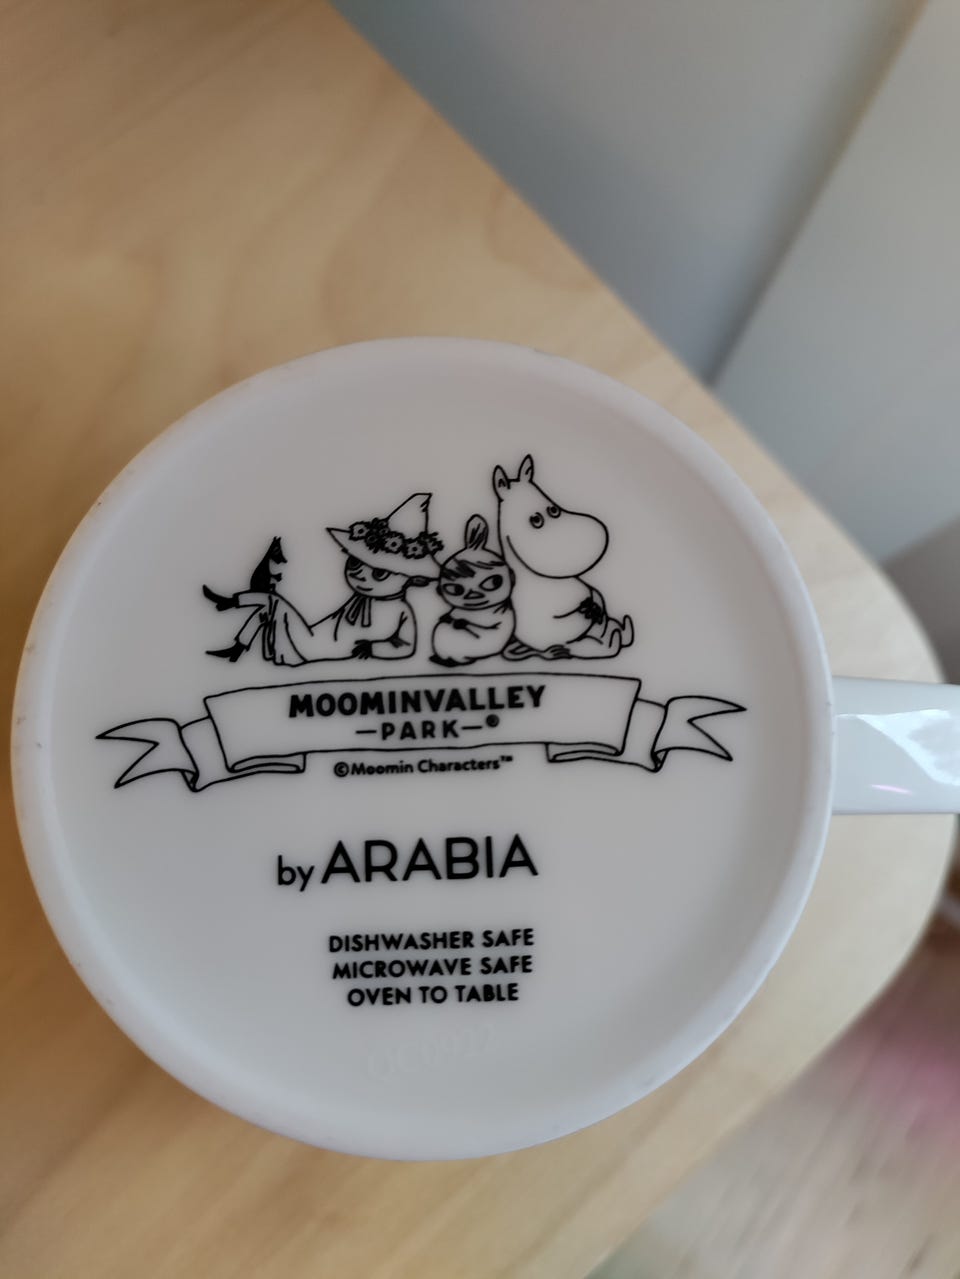 MOOMINVALLEY
—PARK—®
©Moomin Characters™
by ARABIA
DISHWASHER SAFE
MICROWAVE SAFE
OVEN TO TABLE